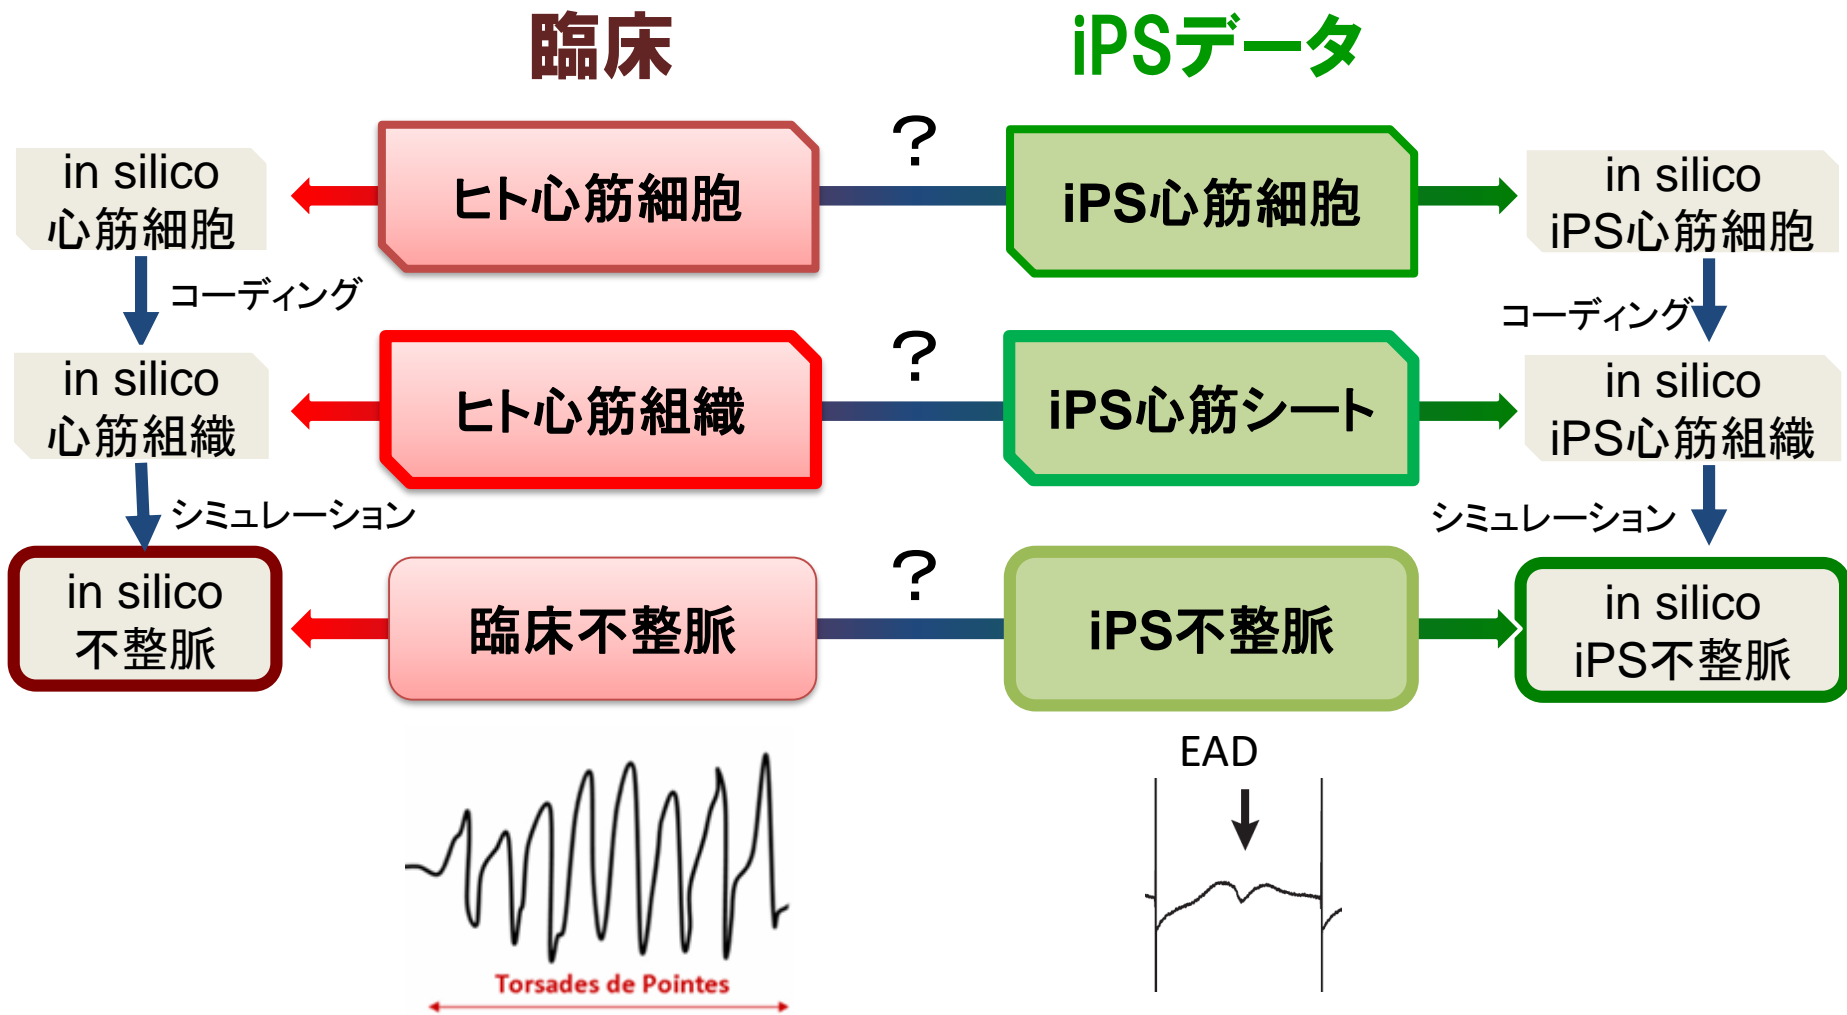 臨床
iPSデータ
in silico
心筋細胞
ヒト心筋細胞
?
iPS心筋細胞
in silico
iPS心筋細胞
コーディング
コーディング
in silico
心筋組織
ヒト心筋組織
?
iPS心筋シート
in silico
iPS心筋組織
シミュレーション
シミュレーション
in silico
不整脈
臨床不整脈
?
iPS不整脈
in silico
iPS不整脈
EAD
Torsades de Pointes